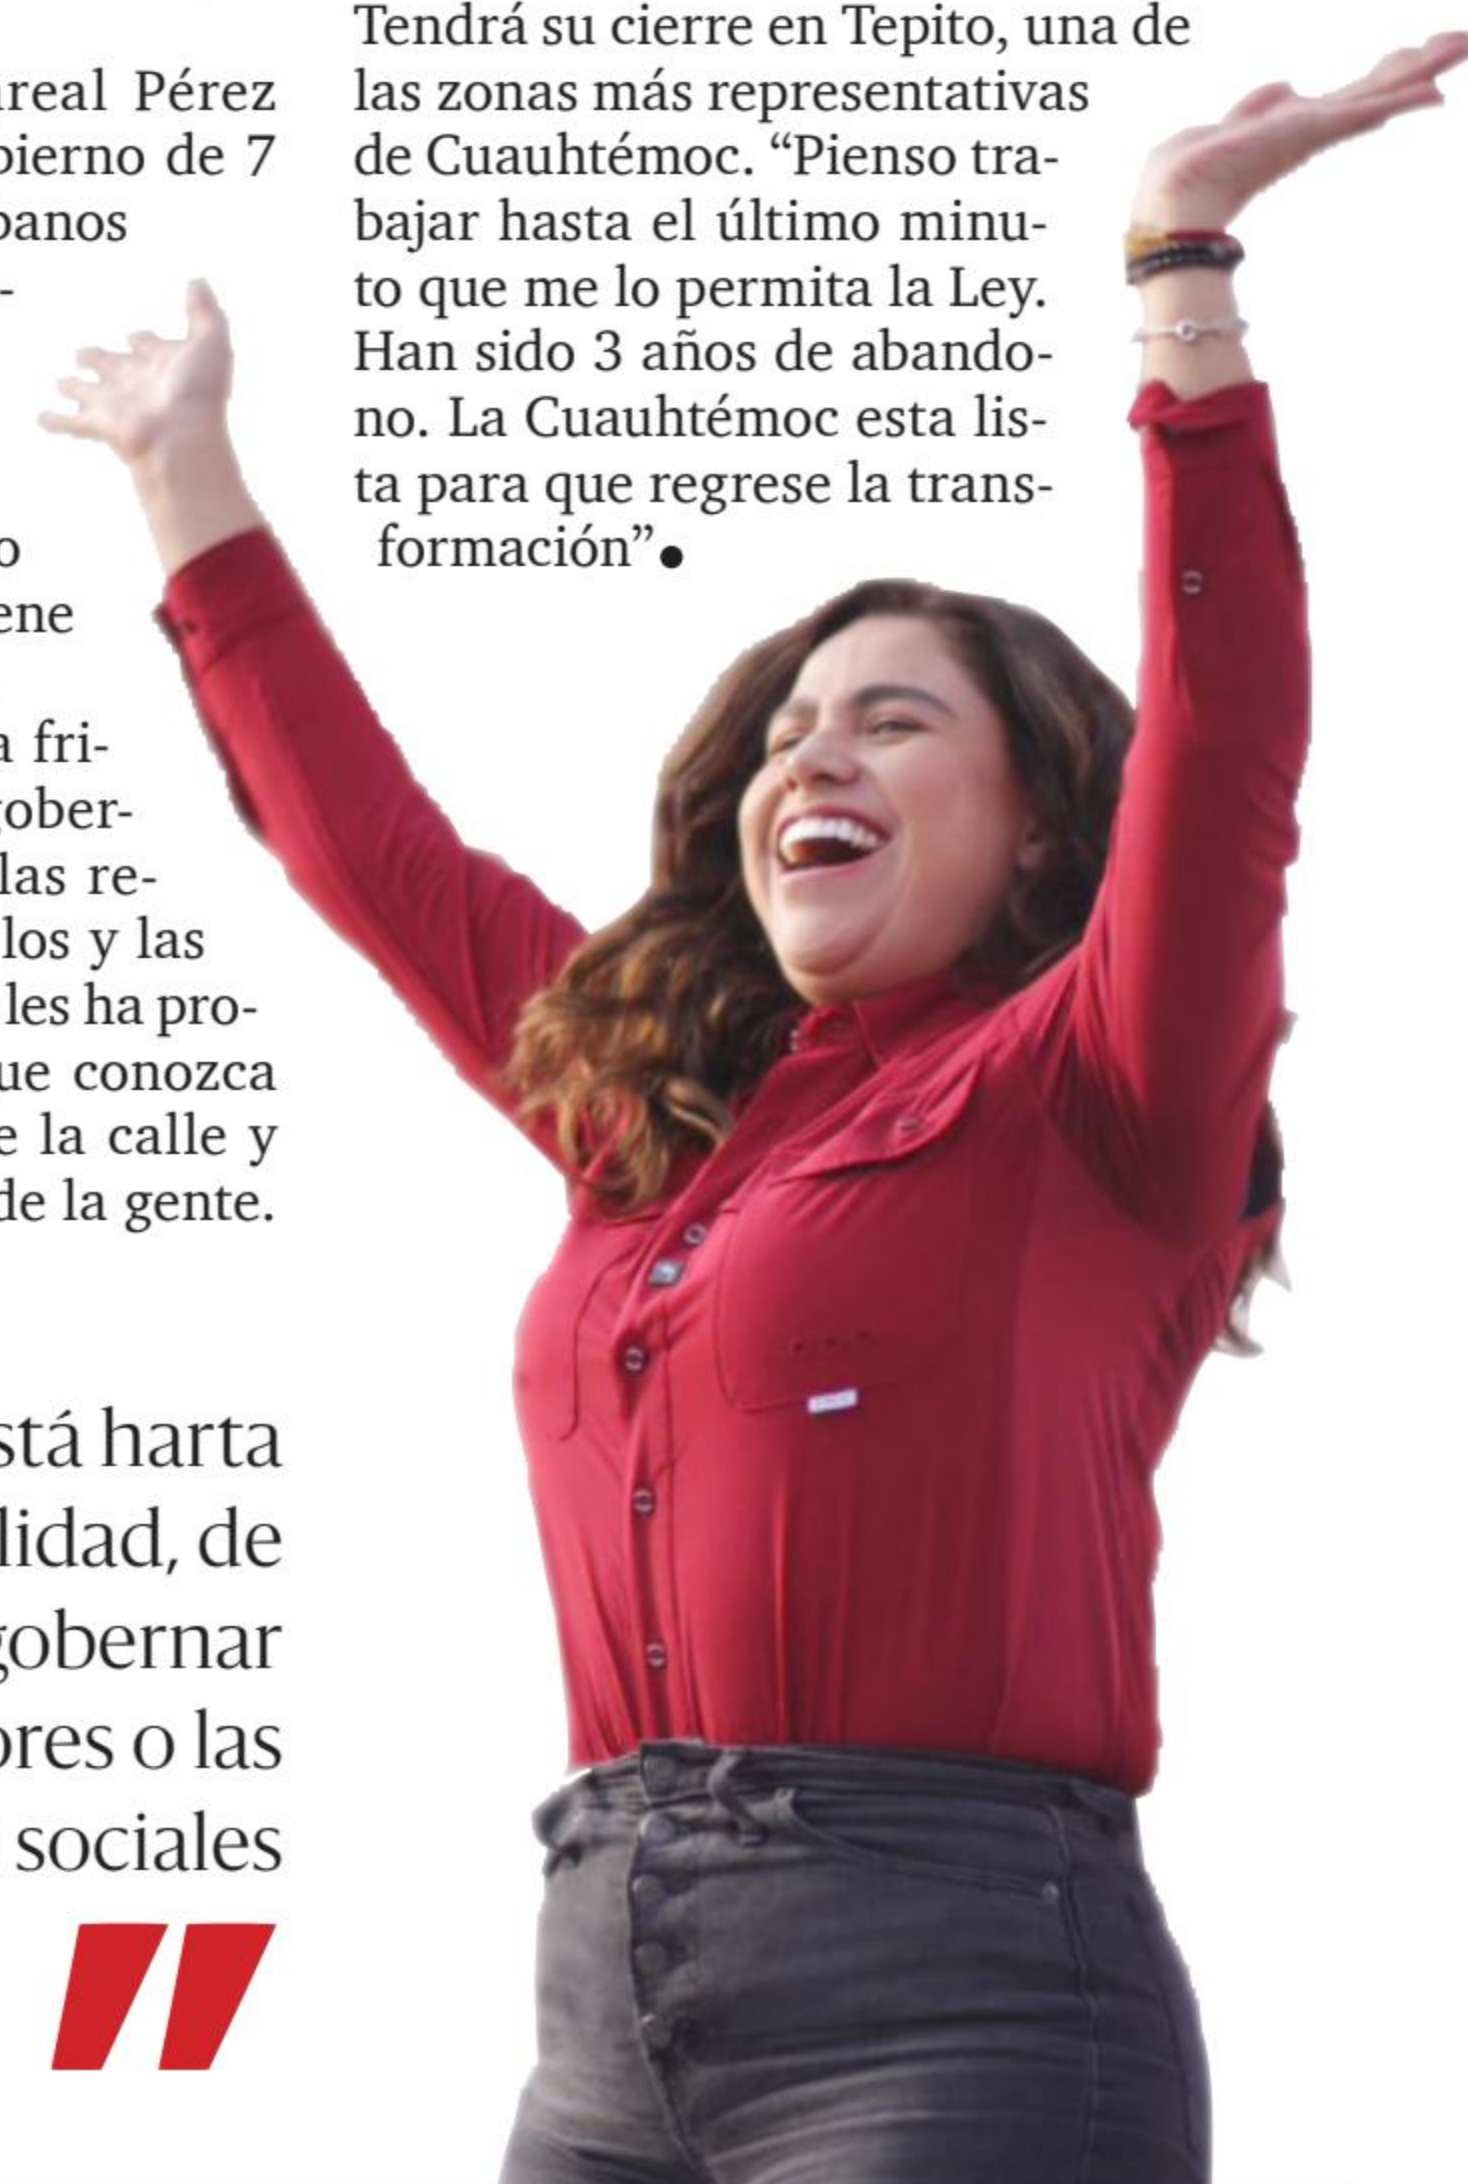 real Pérez
bierno de 7
banos
-
o
ene
a fri-
gober-
las re-
los y las
les ha pro-
que conozca
e la calle y
de la gente.
stá harta
lidad, de
gobernar
ores o las
sociales
"
Tendrá su cierre en Tepito, una de
las zonas más representativas
de Cuauhtémoc. “Pienso tra-
bajar hasta el último minu-
to que me lo permita la Ley.
Han sido 3 años de abando-
no. La Cuauhtémoc esta lis-
ta para que regrese la trans-
formación”●